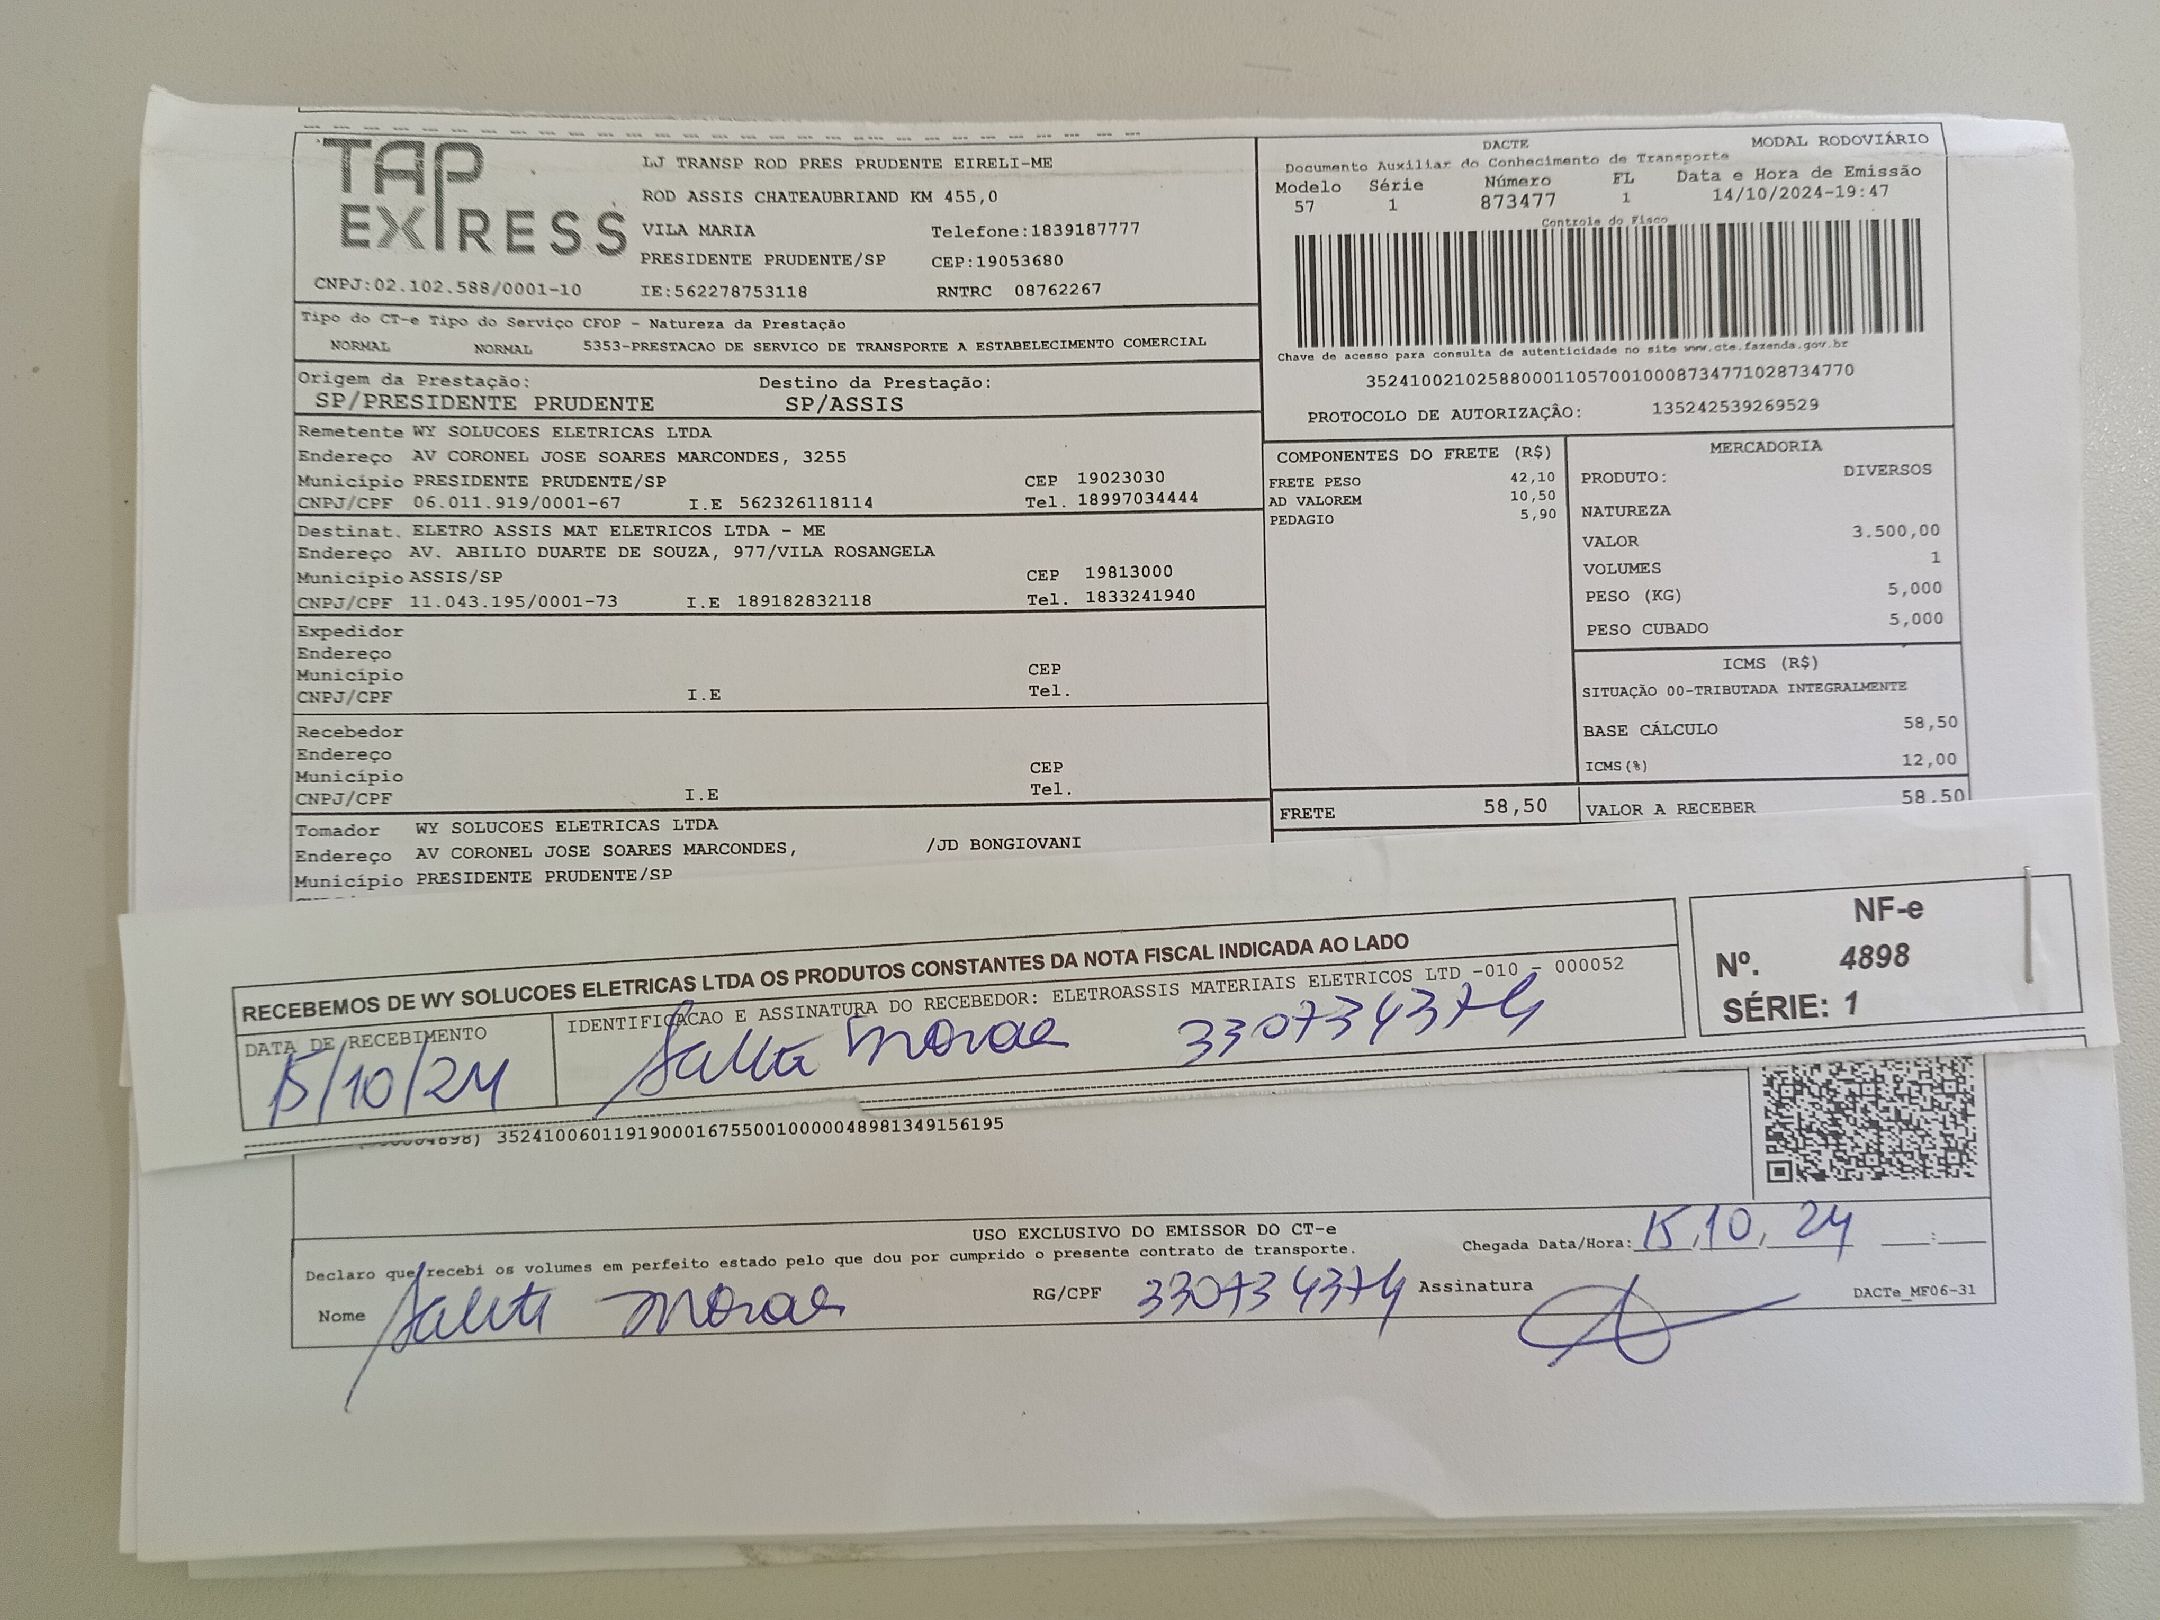 TAP EXPRESS
LJ TRANSP ROD PRES PRUDENTE EIRELI-ME
ROD ASSIS CHATEAUBRIAND KM 455,0
VILA MARIA Telefone:1839187777
PRESIDENTE PRUDENTE/SP CEP:19053680
CNPJ:02.102.588/0001-10 IE:562278753118 RNTRC 08762267
DACTE MODAL RODOVIÁRIO
Documento Auxiliar do Conhecimento de Transporte
Modelo Série Número FL Data e Hora de Emissão
57 1 873477 1 14/10/2024-19:47
Controle do Fisco
Chave de acesso para consulta de autenticidade no site www.cte.fazenda.gov.br
35241002102588000110570010008734771028734770
PROTOCOLO DE AUTORIZAÇÃO: 135242539269529
Tipo do CT-e Tipo do Serviço CFOP - Natureza da Prestação
NORMAL NORMAL 5353-PRESTACAO DE SERVICO DE TRANSPORTE A ESTABELECIMENTO COMERCIAL
Origem da Prestação: Destino da Prestação:
SP/PRESIDENTE PRUDENTE SP/ASSIS
Remetente WY SOLUCOES ELETRICAS LTDA
Endereço AV CORONEL JOSE SOARES MARCONDES, 3255
Município PRESIDENTE PRUDENTE/SP CEP 19023030
CNPJ/CPF 06.011.919/0001-67 I.E 562326118114 Tel. 18997034444
Destinat. ELETRO ASSIS MAT ELETRICOS LTDA - ME
Endereço AV. ABILIO DUARTE DE SOUZA, 977/VILA ROSANGELA
Município ASSIS/SP CEP 19813000
CNPJ/CPF 11.043.195/0001-73 I.E 189182832118 Tel. 1833241940
Expedidor
Endereço
Município CEP
CNPJ/CPF I.E Tel.
Recebedor
Endereço
Município CEP
CNPJ/CPF I.E Tel.
Tomador WY SOLUCOES ELETRICAS LTDA
Endereço AV CORONEL JOSE SOARES MARCONDES, /JD BONGIOVANI
Município PRESIDENTE PRUDENTE/SP
COMPONENTES DO FRETE (R$)
FRETE PESO 42,10
AD VALOREM 10,50
PEDAGIO 5,90
FRETE 58,50
MERCADORIA
PRODUTO: DIVERSOS
NATUREZA
VALOR 3.500,00
VOLUMES 1
PESO (KG) 5,000
PESO CUBADO 5,000
ICMS (R$)
SITUAÇÃO 00-TRIBUTADA INTEGRALMENTE
BASE CÁLCULO 58,50
ICMS(%) 12,00
VALOR A RECEBER 58,50
RECEBEMOS DE WY SOLUCOES ELETRICAS LTDA OS PRODUTOS CONSTANTES DA NOTA FISCAL INDICADA AO LADO
DATA DE RECEBIMENTO
15/10/24
IDENTIFICACAO E ASSINATURA DO RECEBEDOR: ELETROASSIS MATERIAIS ELETRICOS LTD -010 - 000052
330734374
NF-e
Nº. 4898
SÉRIE: 1
35241006011919000167550010000048981349156195
USO EXCLUSIVO DO EMISSOR DO CT-e
Declaro que recebi os volumes em perfeito estado pelo que dou por cumprido o presente contrato de transporte.
Chegada Data/Hora: 15,10,24 :
Nome RG/CPF 330734374 Assinatura
DACTe_MF06-31